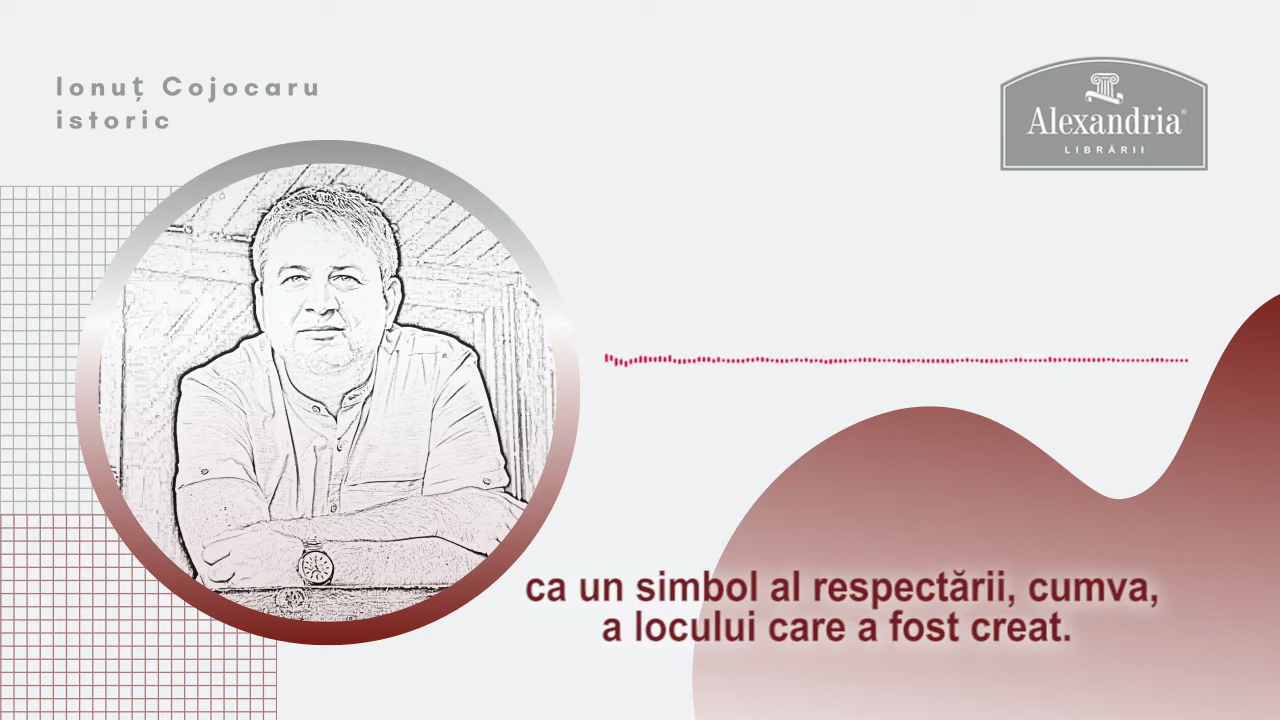 Ionuț Cojocaru
istoric
Alexandria®
LIBRĂRII
ca un simbol al respectării, cumva,
a locului care a fost creat.